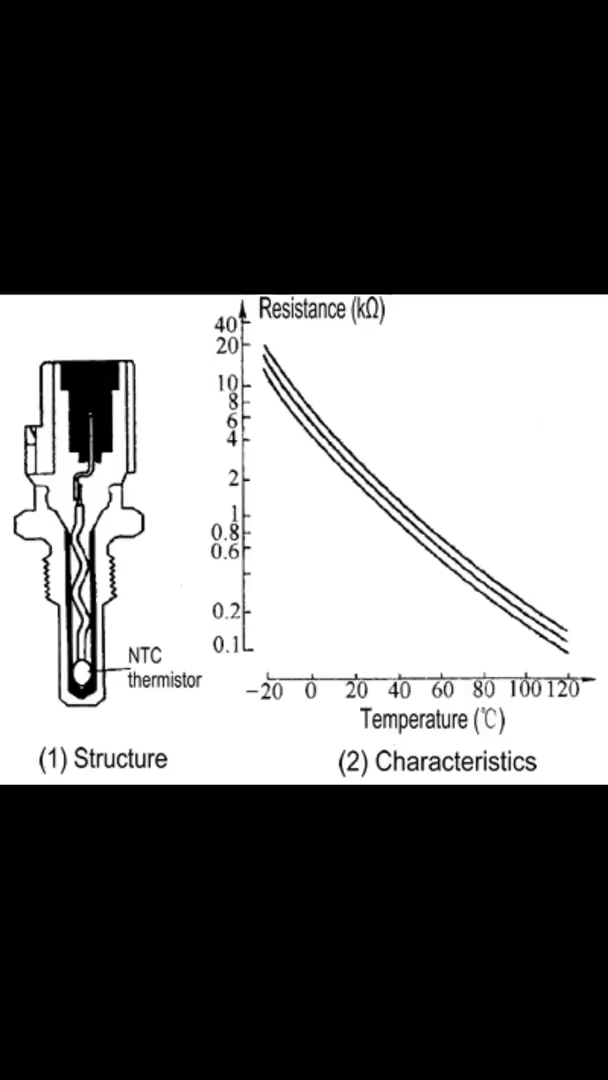 Resistance (kΩ)
40
20
10
8
6
4
2
1
0.8
0.6
0.2
0.1
−20 0 20 40 60 80 100 120
Temperature (℃)
NTC
thermistor
(1) Structure
(2) Characteristics